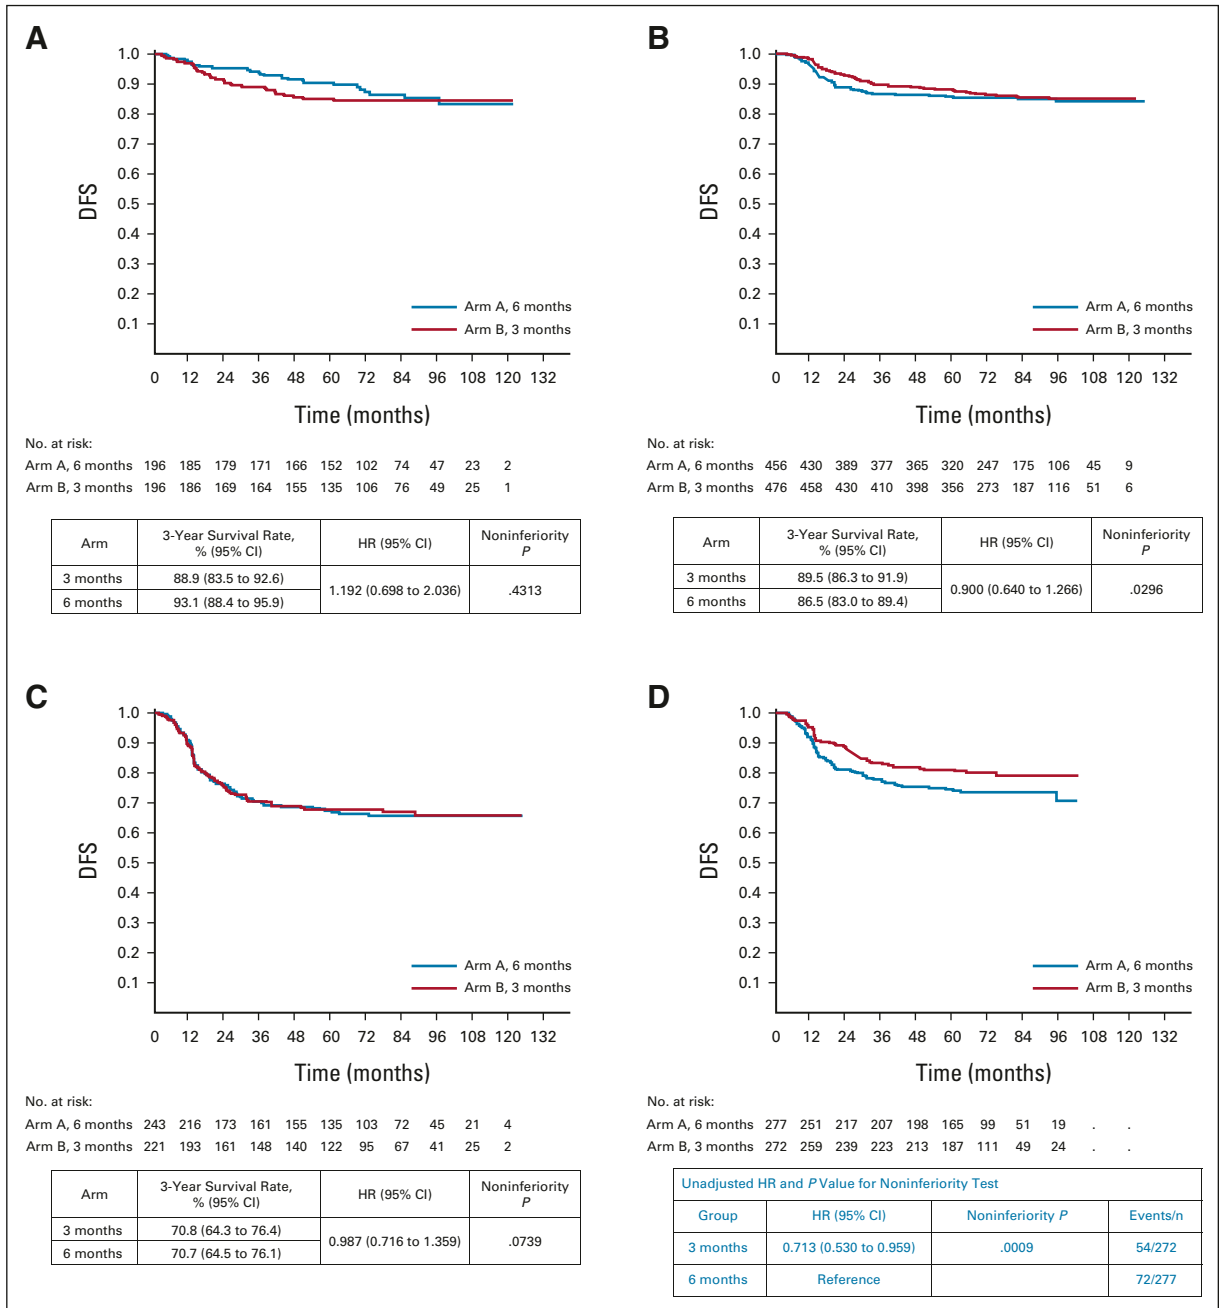 A
1.0
0.9
0.8
0.7
0.6
0.5
0.4
0.3
0.2
0.1
DFS
Arm A, 6 months
Arm B, 3 months
0 12 24 36 48 60 72 84 96 108 120 132
Time (months)
No. at risk:
Arm A, 6 months 196 185 179 171 166 152 102 74 47 23 2
Arm B, 3 months 196 186 169 164 155 135 106 76 49 25 1
Arm 3-Year Survival Rate, % (95% CI) HR (95% CI) Noninferiority P
3 months 88.9 (83.5 to 92.6) 1.192 (0.698 to 2.036) .4313
6 months 93.1 (88.4 to 95.9)
B
1.0
0.9
0.8
0.7
0.6
0.5
0.4
0.3
0.2
0.1
DFS
Arm A, 6 months
Arm B, 3 months
0 12 24 36 48 60 72 84 96 108 120 132
Time (months)
No. at risk:
Arm A, 6 months 456 430 389 377 365 320 247 175 106 45 9
Arm B, 3 months 476 458 430 410 398 356 273 187 116 51 6
Arm 3-Year Survival Rate, % (95% CI) HR (95% CI) Noninferiority P
3 months 89.5 (86.3 to 91.9) 0.900 (0.640 to 1.266) .0296
6 months 86.5 (83.0 to 89.4)
C
1.0
0.9
0.8
0.7
0.6
0.5
0.4
0.3
0.2
0.1
DFS
Arm A, 6 months
Arm B, 3 months
0 12 24 36 48 60 72 84 96 108 120 132
Time (months)
No. at risk:
Arm A, 6 months 243 216 173 161 155 135 103 72 45 21 4
Arm B, 3 months 221 193 161 148 140 122 95 67 41 25 2
Arm 3-Year Survival Rate, % (95% CI) HR (95% CI) Noninferiority P
3 months 70.8 (64.3 to 76.4) 0.987 (0.716 to 1.359) .0739
6 months 70.7 (64.5 to 76.1)
D
1.0
0.9
0.8
0.7
0.6
0.5
0.4
0.3
0.2
0.1
DFS
Arm A, 6 months
Arm B, 3 months
0 12 24 36 48 60 72 84 96 108 120 132
Time (months)
No. at risk:
Arm A, 6 months 277 251 217 207 198 165 99 51 19 . .
Arm B, 3 months 272 259 239 223 213 187 111 49 24 . .
Unadjusted HR and P Value for Noninferiority Test
Group HR (95% CI) Noninferiority P Events/n
3 months 0.713 (0.530 to 0.959) .0009 54/272
6 months Reference 72/277